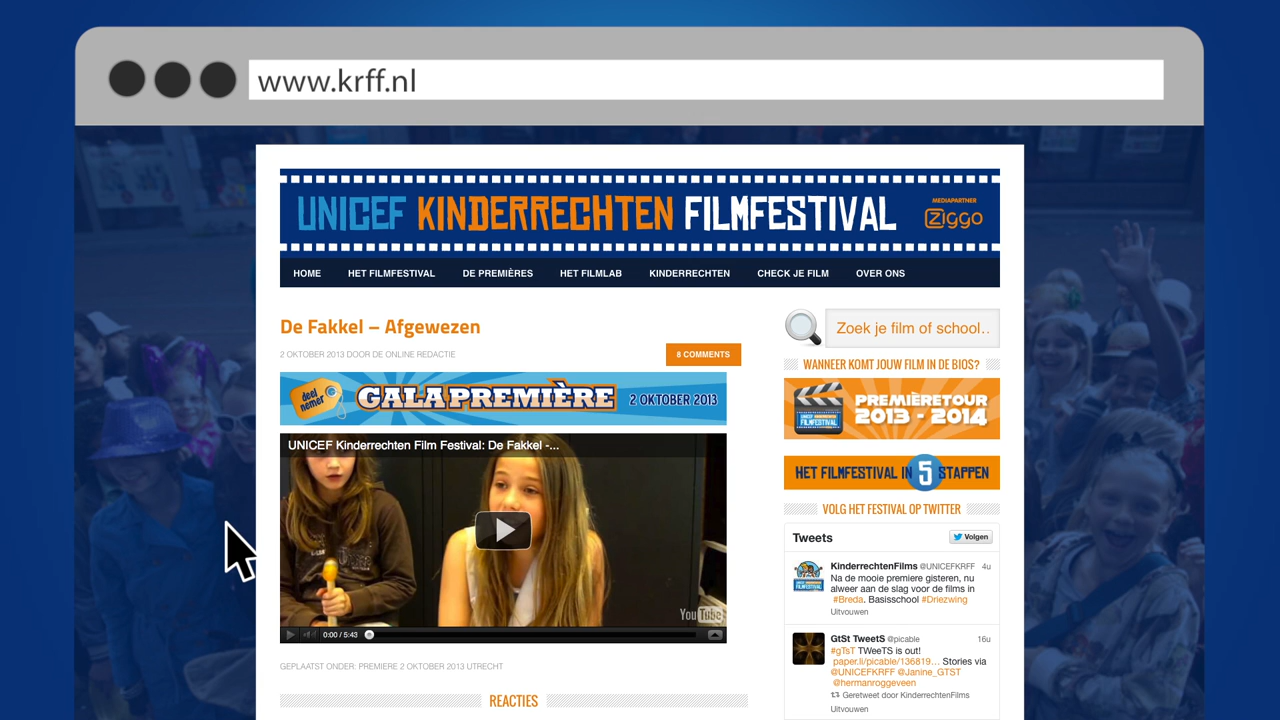 www.krff.nl
UNICEF KINDERRECHTEN FILMFESTIVAL
MEDIAPARTNER
Ziggo
HOME HET FILMFESTIVAL DE PREMIÈRES HET FILMLAB KINDERRECHTEN CHECK JE FILM OVER ONS
De Fakkel – Afgewezen
2 OKTOBER 2013 DOOR DE ONLINE REDACTIE
8 COMMENTS
deel
nemer
GALA PREMIÈRE
2 OKTOBER 2013
UNICEF Kinderrechten Film Festival: De Fakkel -...
YouTube
0:00 / 5:43
GEPLAATST ONDER: PREMIERE 2 OKTOBER 2013 UTRECHT
REACTIES
Zoek je film of school..
WANNEER KOMT JOUW FILM IN DE BIOS?
PREMIÈRETOUR
2013 - 2014
HET FILMFESTIVAL IN 5 STAPPEN
VOLG HET FESTIVAL OP TWITTER
Tweets
Volgen
KinderrechtenFilms @UNICEFKRFF 4u
Na de mooie premiere gisteren, nu
alweer aan de slag voor de films in
#Breda. Basisschool #Driezwing
Uitvouwen
GtSt TweetS @picable 16u
#gTsT TWeeTS is out!
paper.li/picable/136819… Stories via
@UNICEFKRFF @Janine_GTST
@hermanroggeveen
Geretweet door KinderrechtenFilms
Uitvouwen